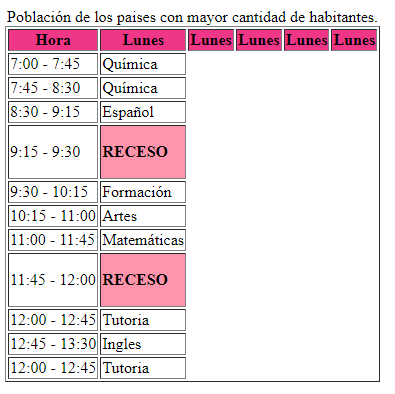 Población de los paises con mayor cantidad de habitantes.
Hora Lunes Lunes Lunes Lunes Lunes
7:00 - 7:45 Química
7:45 - 8:30 Química
8:30 - 9:15 Español
9:15 - 9:30 RECESO
9:30 - 10:15 Formación
10:15 - 11:00 Artes
11:00 - 11:45 Matemáticas
11:45 - 12:00 RECESO
12:00 - 12:45 Tutoria
12:45 - 13:30 Ingles
12:00 - 12:45 Tutoria